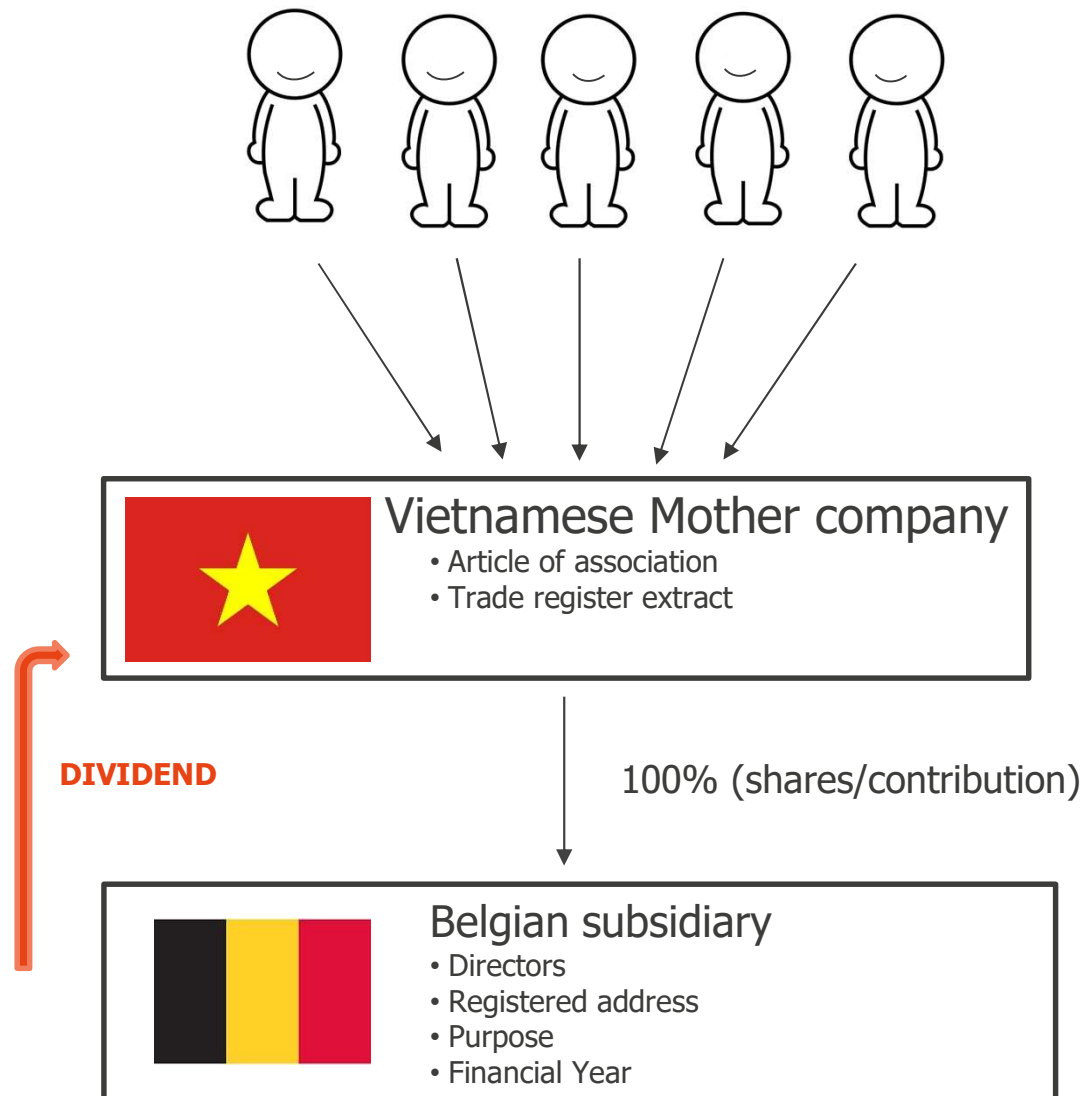 Vietnamese Mother company
• Article of association
• Trade register extract
DIVIDEND
100% (shares/contribution)
Belgian subsidiary
• Directors
• Registered address
• Purpose
• Financial Year